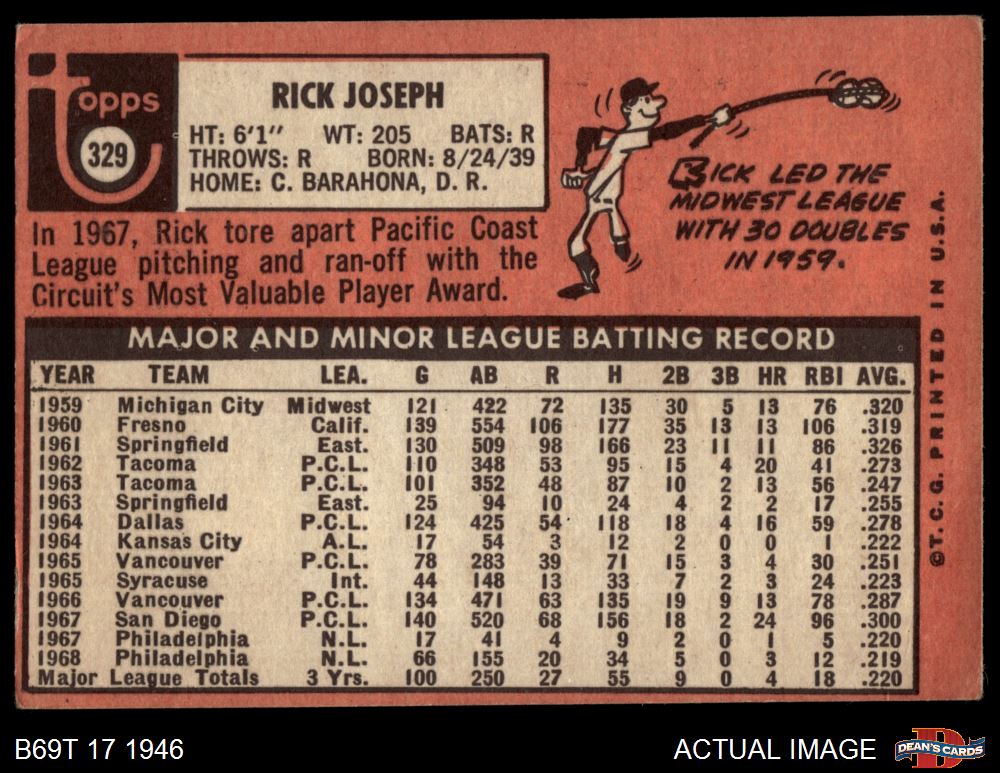 Topps
329
RICK JOSEPH
HT: 6'1" WT: 205 BATS: R
THROWS: R BORN: 8/24/39
HOME: C. BARAHONA, D. R.
RICK LED THE
MIDWEST LEAGUE
WITH 30 DOUBLES
IN 1959.
In 1967, Rick tore apart Pacific Coast
League pitching and ran-off with the
Circuit's Most Valuable Player Award.
MAJOR AND MINOR LEAGUE BATTING RECORD
YEAR TEAM LEA. G AB R H 2B 3B HR RBI AVG.
1959 Michigan City Midwest 121 422 72 135 30 5 13 76 .320
1960 Fresno Calif. 139 554 106 177 35 13 13 106 .319
1961 Springfield East. 130 509 98 166 23 11 11 86 .326
1962 Tacoma P.C.L. 110 348 53 95 15 4 20 41 .273
1963 Tacoma P.C.L. 101 352 48 87 10 2 13 56 .247
1963 Springfield East. 25 94 10 24 4 2 2 17 .255
1964 Dallas P.C.L. 124 425 54 118 18 4 16 59 .278
1964 Kansas City A.L. 17 54 3 12 2 0 0 1 .222
1965 Vancouver P.C.L. 78 283 39 71 15 3 4 30 .251
1965 Syracuse Int. 44 148 13 33 7 2 3 24 .223
1966 Vancouver P.C.L. 134 471 63 135 19 9 13 78 .287
1967 San Diego P.C.L. 140 520 68 156 18 2 24 96 .300
1967 Philadelphia N.L. 17 41 4 9 2 0 1 5 .220
1968 Philadelphia N.L. 66 155 20 34 5 0 3 12 .219
Major League Totals 3 Yrs. 100 250 27 55 9 0 4 18 .220
©T.C.G. PRINTED IN U.S.A.
B69T 17 1946
ACTUAL IMAGE
DEAN'S CARDS